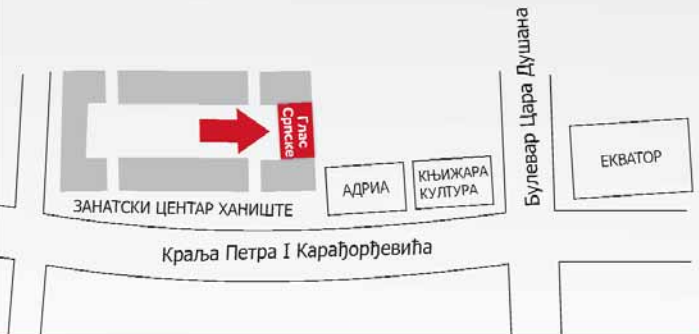 Булевар Цара Душана
Глас
Српске
ЕКВАТОР
АДРИА
КЊИЖАРА
КУЛТУРА
ЗАНАТСКИ ЦЕНТАР ХАНИШТЕ
Краља Петра I Карађорђевића